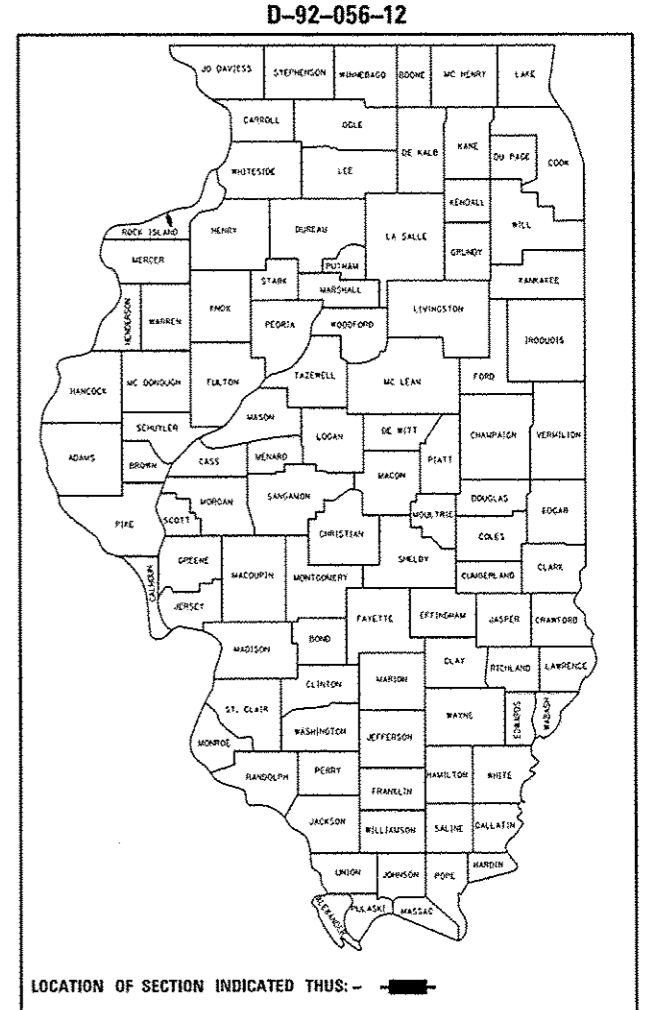 D-92-056-12
JO DAVIESS STEPHENSON WINNEBAGO BOONE MC HENRY LAKE
CARROLL OGLE DE KALB KANE DU PAGE COOK
WHITESIDE LEE KENDALL
ROCK ISLAND HENRY BUREAU LA SALLE GRUNDY WILL
MERCER PUTNAM KANKAKEE
STARK MARSHALL
HENDERSON WARREN KNOX PEORIA WOODFORD LIVINGSTON IROQUOIS
HANCOCK MC DONOUGH FULTON TAZEWELL MC LEAN FORD
SCHUYLER MASON LOGAN DE WITT CHAMPAIGN VERMILION
ADAMS BROWN CASS MENARD MACON PIATT
PIKE SCOTT MORGAN SANGAMON MOULTRIE DOUGLAS EDGAR
CHRISTIAN COLES
CALHOUN GREENE MACOUPIN MONTGOMERY SHELBY CUMBERLAND CLARK
JERSEY FAYETTE EFFINGHAM JASPER CRAWFORD
MADISON BOND CLAY RICHLAND LAWRENCE
CLINTON MARION
ST. CLAIR WAYNE EDWARDS WABASH
MONROE WASHINGTON JEFFERSON
RANDOLPH PERRY HAMILTON WHITE
FRANKLIN
JACKSON WILLIAMSON SALINE GALLATIN
UNION JOHNSON POPE HARDIN
ALEXANDER PULASKI MASSAC
LOCATION OF SECTION INDICATED THUS: -